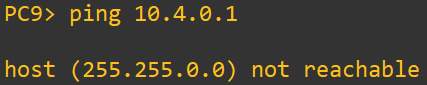 PC9> ping 10.4.0.1
host (255.255.0.0) not reachable